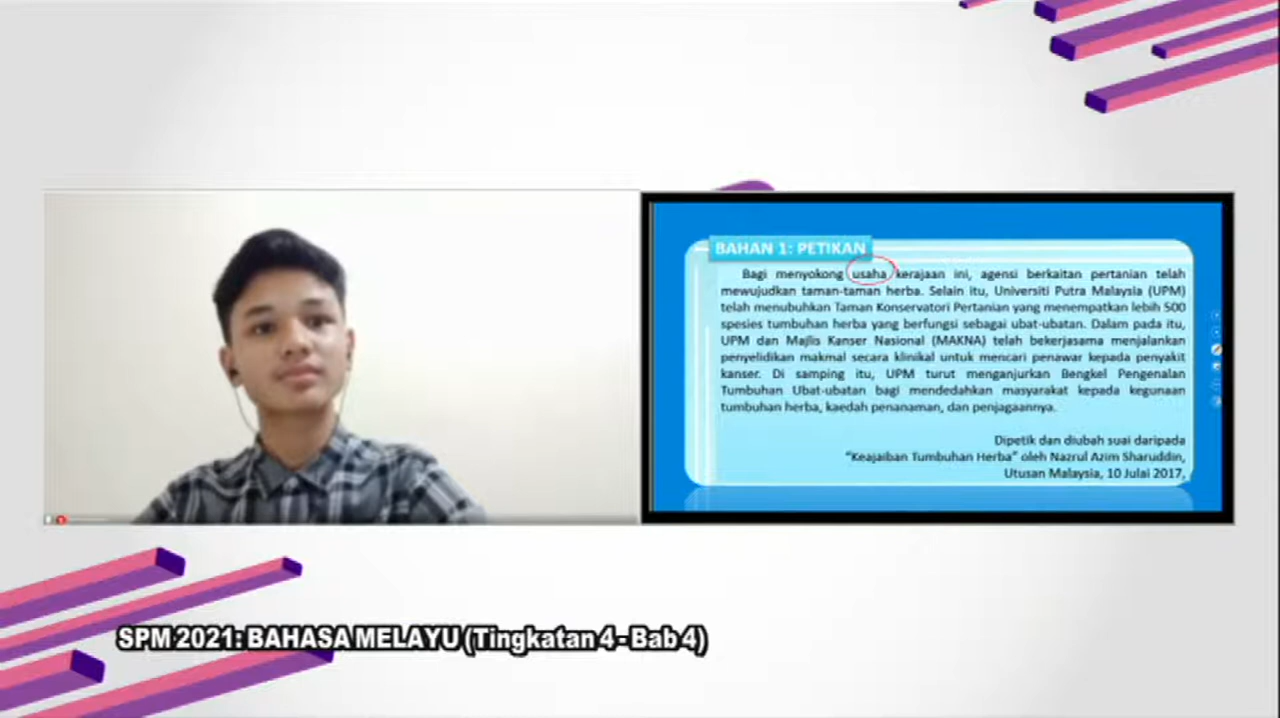 BAHAN 1: PETIKAN
Bagi menyokong usaha kerajaan ini, agensi berkaitan pertanian telah
mewujudkan taman-taman herba. Selain itu, Universiti Putra Malaysia (UPM)
telah menubuhkan Taman Konservatori Pertanian yang menempatkan lebih 500
spesies tumbuhan herba yang berfungsi sebagai ubat-ubatan. Dalam pada itu,
UPM dan Majlis Kanser Nasional (MAKNA) telah bekerjasama menjalankan
penyelidikan makmal secara klinikal untuk mencari penawar kepada penyakit
kanser. Di samping itu, UPM turut menganjurkan Bengkel Pengenalan
Tumbuhan Ubat-ubatan bagi mendedahkan masyarakat kepada kegunaan
tumbuhan herba, kaedah penanaman, dan penjagaannya.
Dipetik dan diubah suai daripada
“Keajaiban Tumbuhan Herba” oleh Nazrul Azim Sharuddin,
Utusan Malaysia, 10 Julai 2017,
SPM 2021: BAHASA MELAYU (Tingkatan 4 - Bab 4)